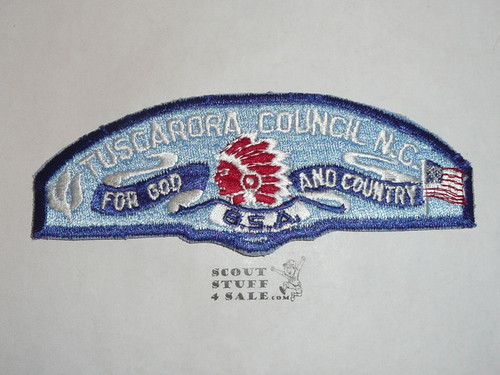 TUSCARORA COUNCIL N.C.
FOR GOD AND COUNTRY
B.S.A.
SCOUT
STUFF
4 SALE.COM